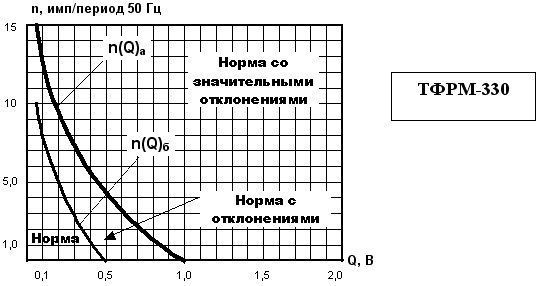 n, имп/период 50 Гц
15
n(Q)а
Норма со
значительными
отклонениями
ТФРМ-330
10
n(Q)б
5,0
Норма с
отклонениями
Норма
1,0
Q, В
0,1
0,5
1,0
1,5
2,0